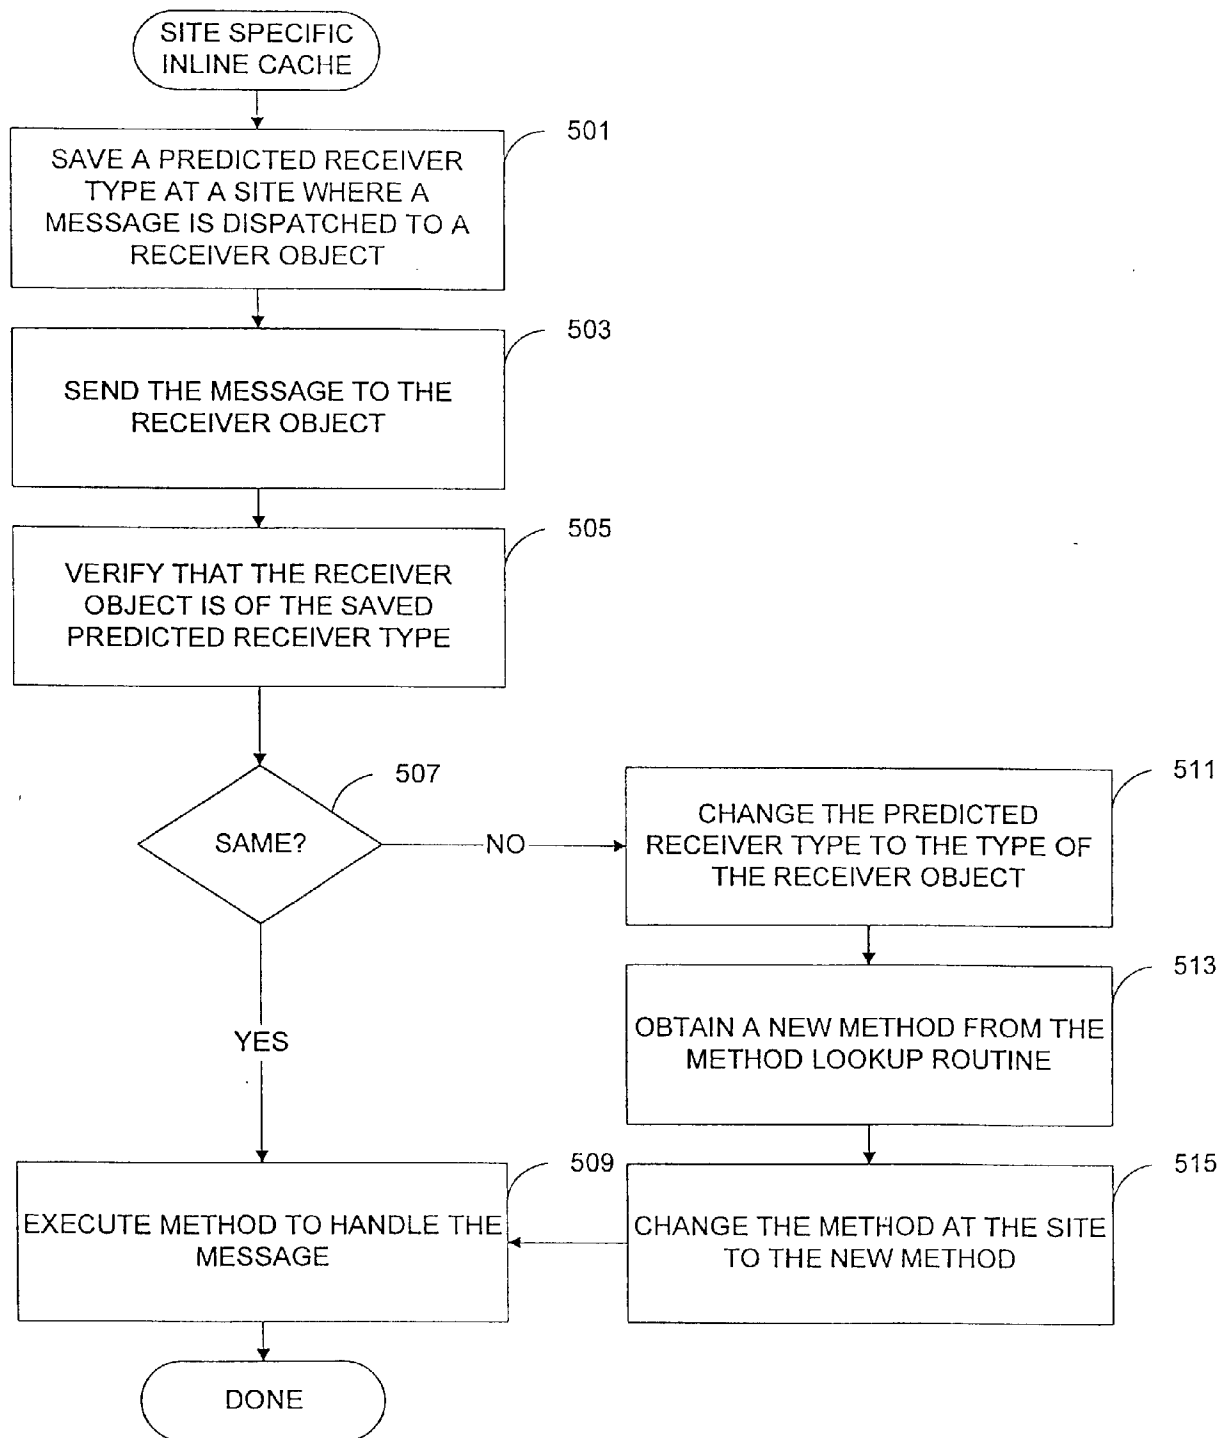 SITE SPECIFIC
INLINE CACHE
501
SAVE A PREDICTED RECEIVER
TYPE AT A SITE WHERE A
MESSAGE IS DISPATCHED TO A
RECEIVER OBJECT
503
SEND THE MESSAGE TO THE
RECEIVER OBJECT
505
VERIFY THAT THE RECEIVER
OBJECT IS OF THE SAVED
PREDICTED RECEIVER TYPE
507
SAME?
NO
511
CHANGE THE PREDICTED
RECEIVER TYPE TO THE TYPE OF
THE RECEIVER OBJECT
513
OBTAIN A NEW METHOD FROM THE
METHOD LOOKUP ROUTINE
YES
509
EXECUTE METHOD TO HANDLE THE
MESSAGE
515
CHANGE THE METHOD AT THE SITE
TO THE NEW METHOD
DONE